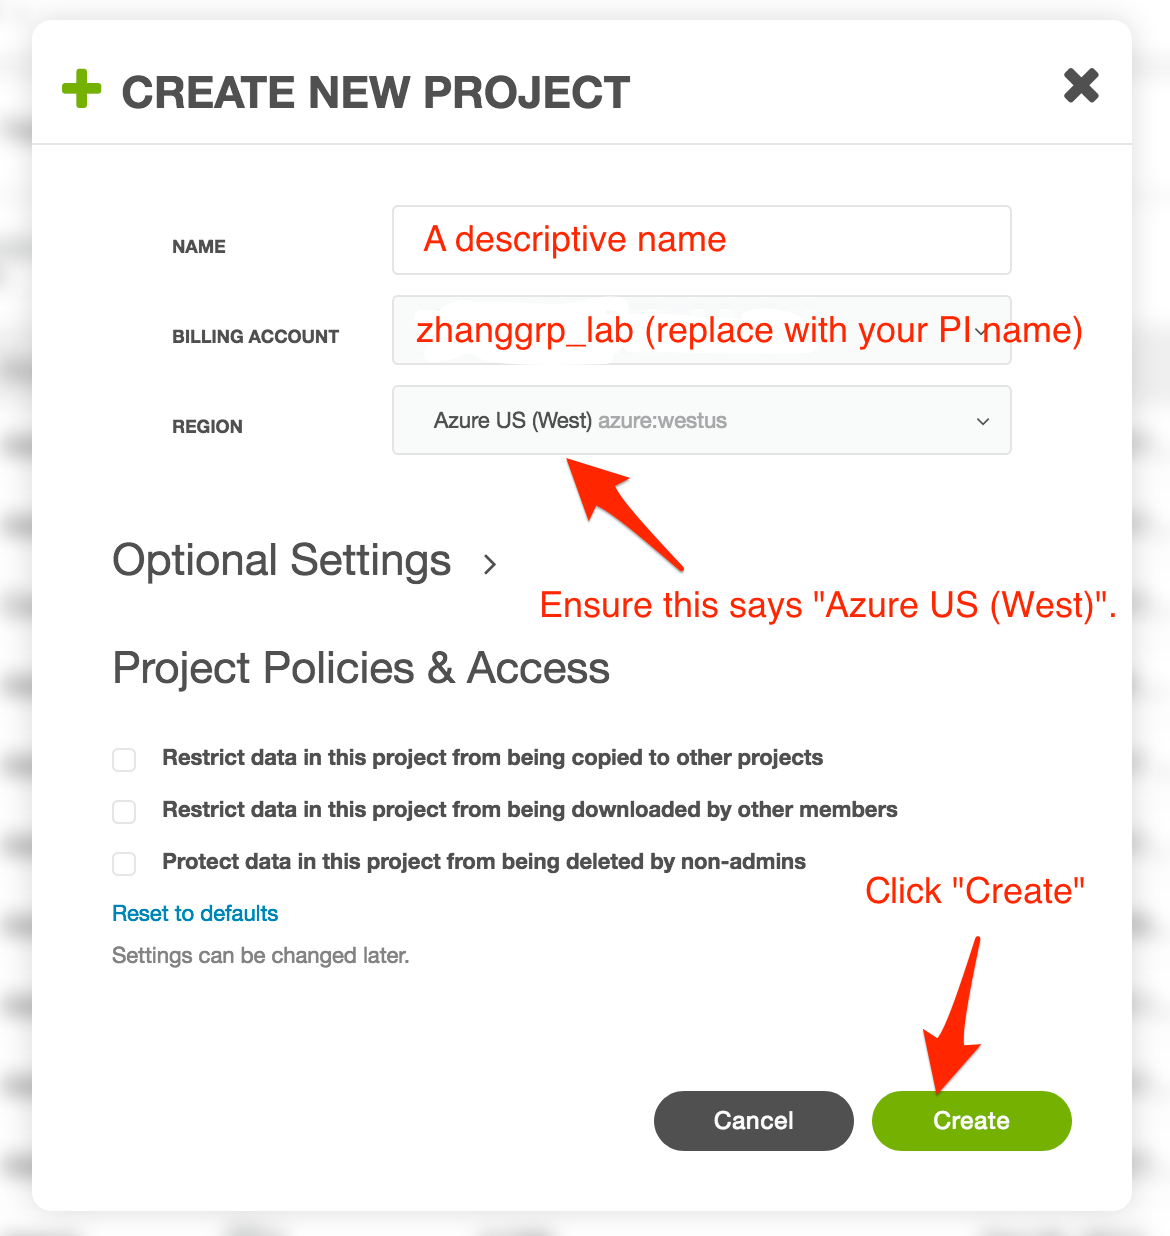 CREATE NEW PROJECT
NAME
A descriptive name
BILLING ACCOUNT
zhanggrp_lab (replace with your PI name)
REGION
Azure US (West) azure:westus
Optional Settings
Ensure this says "Azure US (West)".
Project Policies & Access
Restrict data in this project from being copied to other projects
Restrict data in this project from being downloaded by other members
Protect data in this project from being deleted by non-admins
Click "Create"
Reset to defaults
Settings can be changed later.
Cancel
Create